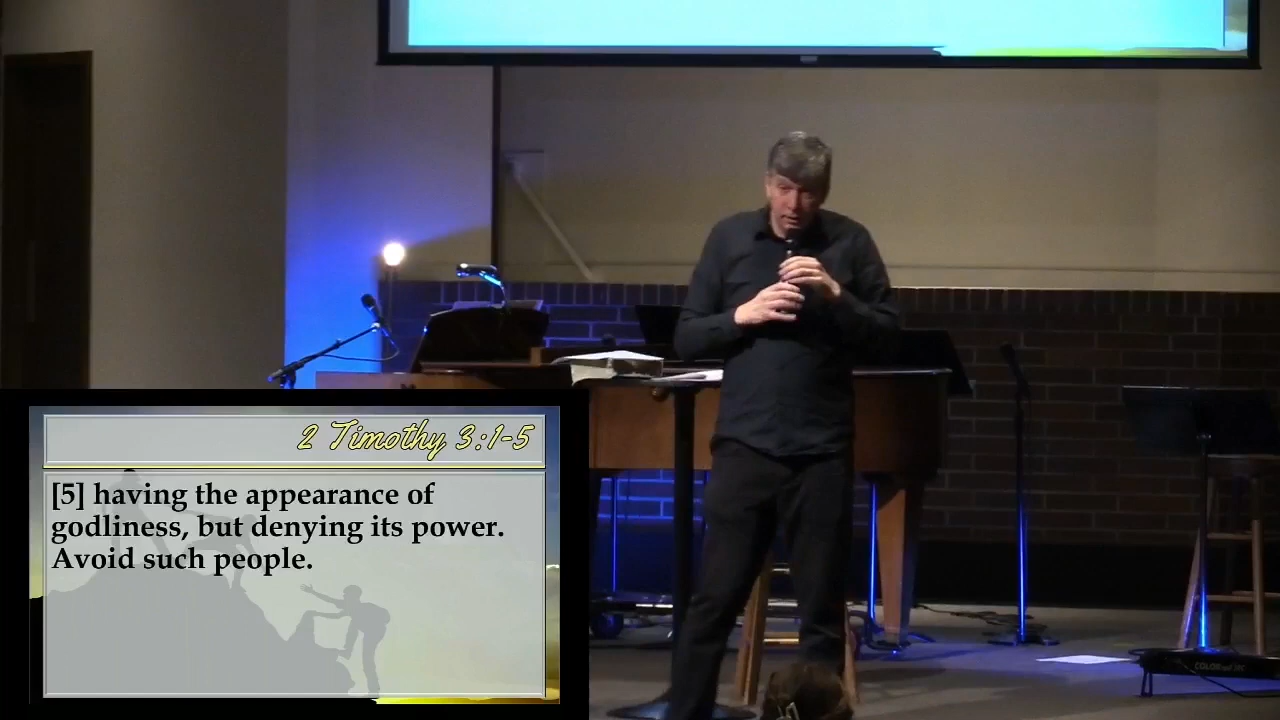 2 Timothy 3:1-5
[5] having the appearance of
godliness, but denying its power.
Avoid such people.